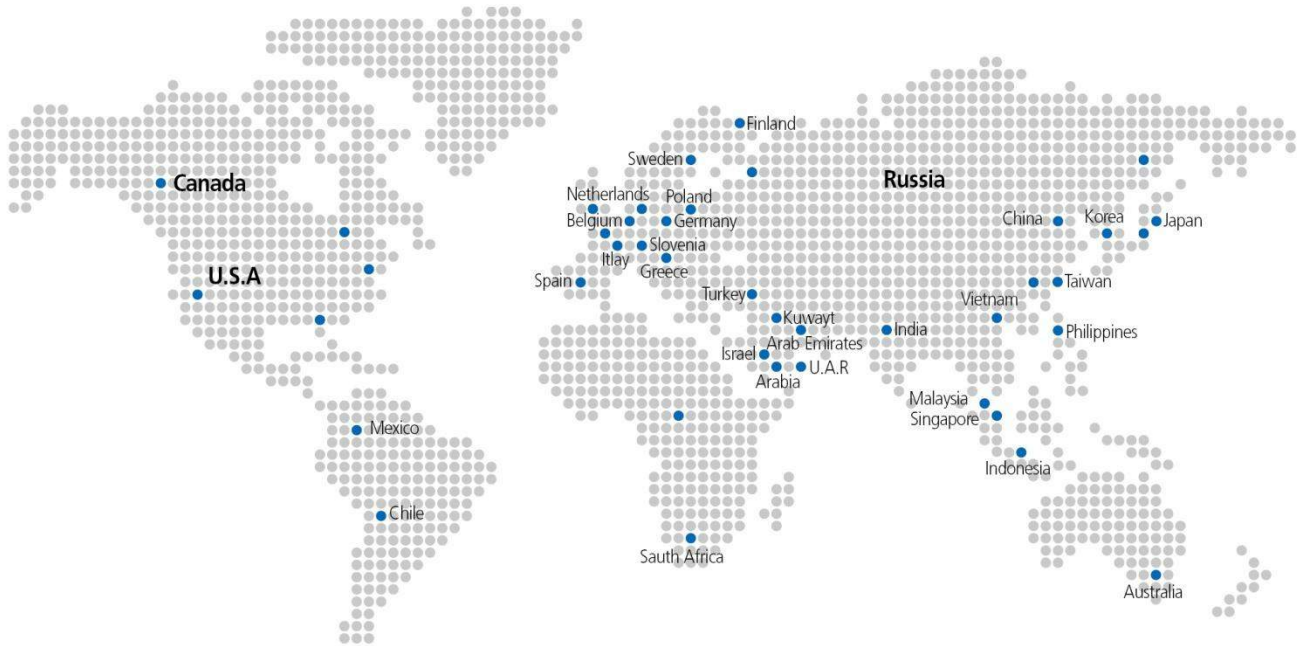 Finland
Sweden
Canada
Russia
Netherlands
Poland
Belgium
Germany
China
Korea
Japan
Itlay
Slovenia
Greece
U.S.A
Spain
Turkey
Taiwan
Vietnam
Kuwayt
India
Philippines
Arab Emirates
Israel
U.A.R
Arabia
Malaysia
Singapore
Mexico
Indonesia
Chile
Sauth Africa
Australia